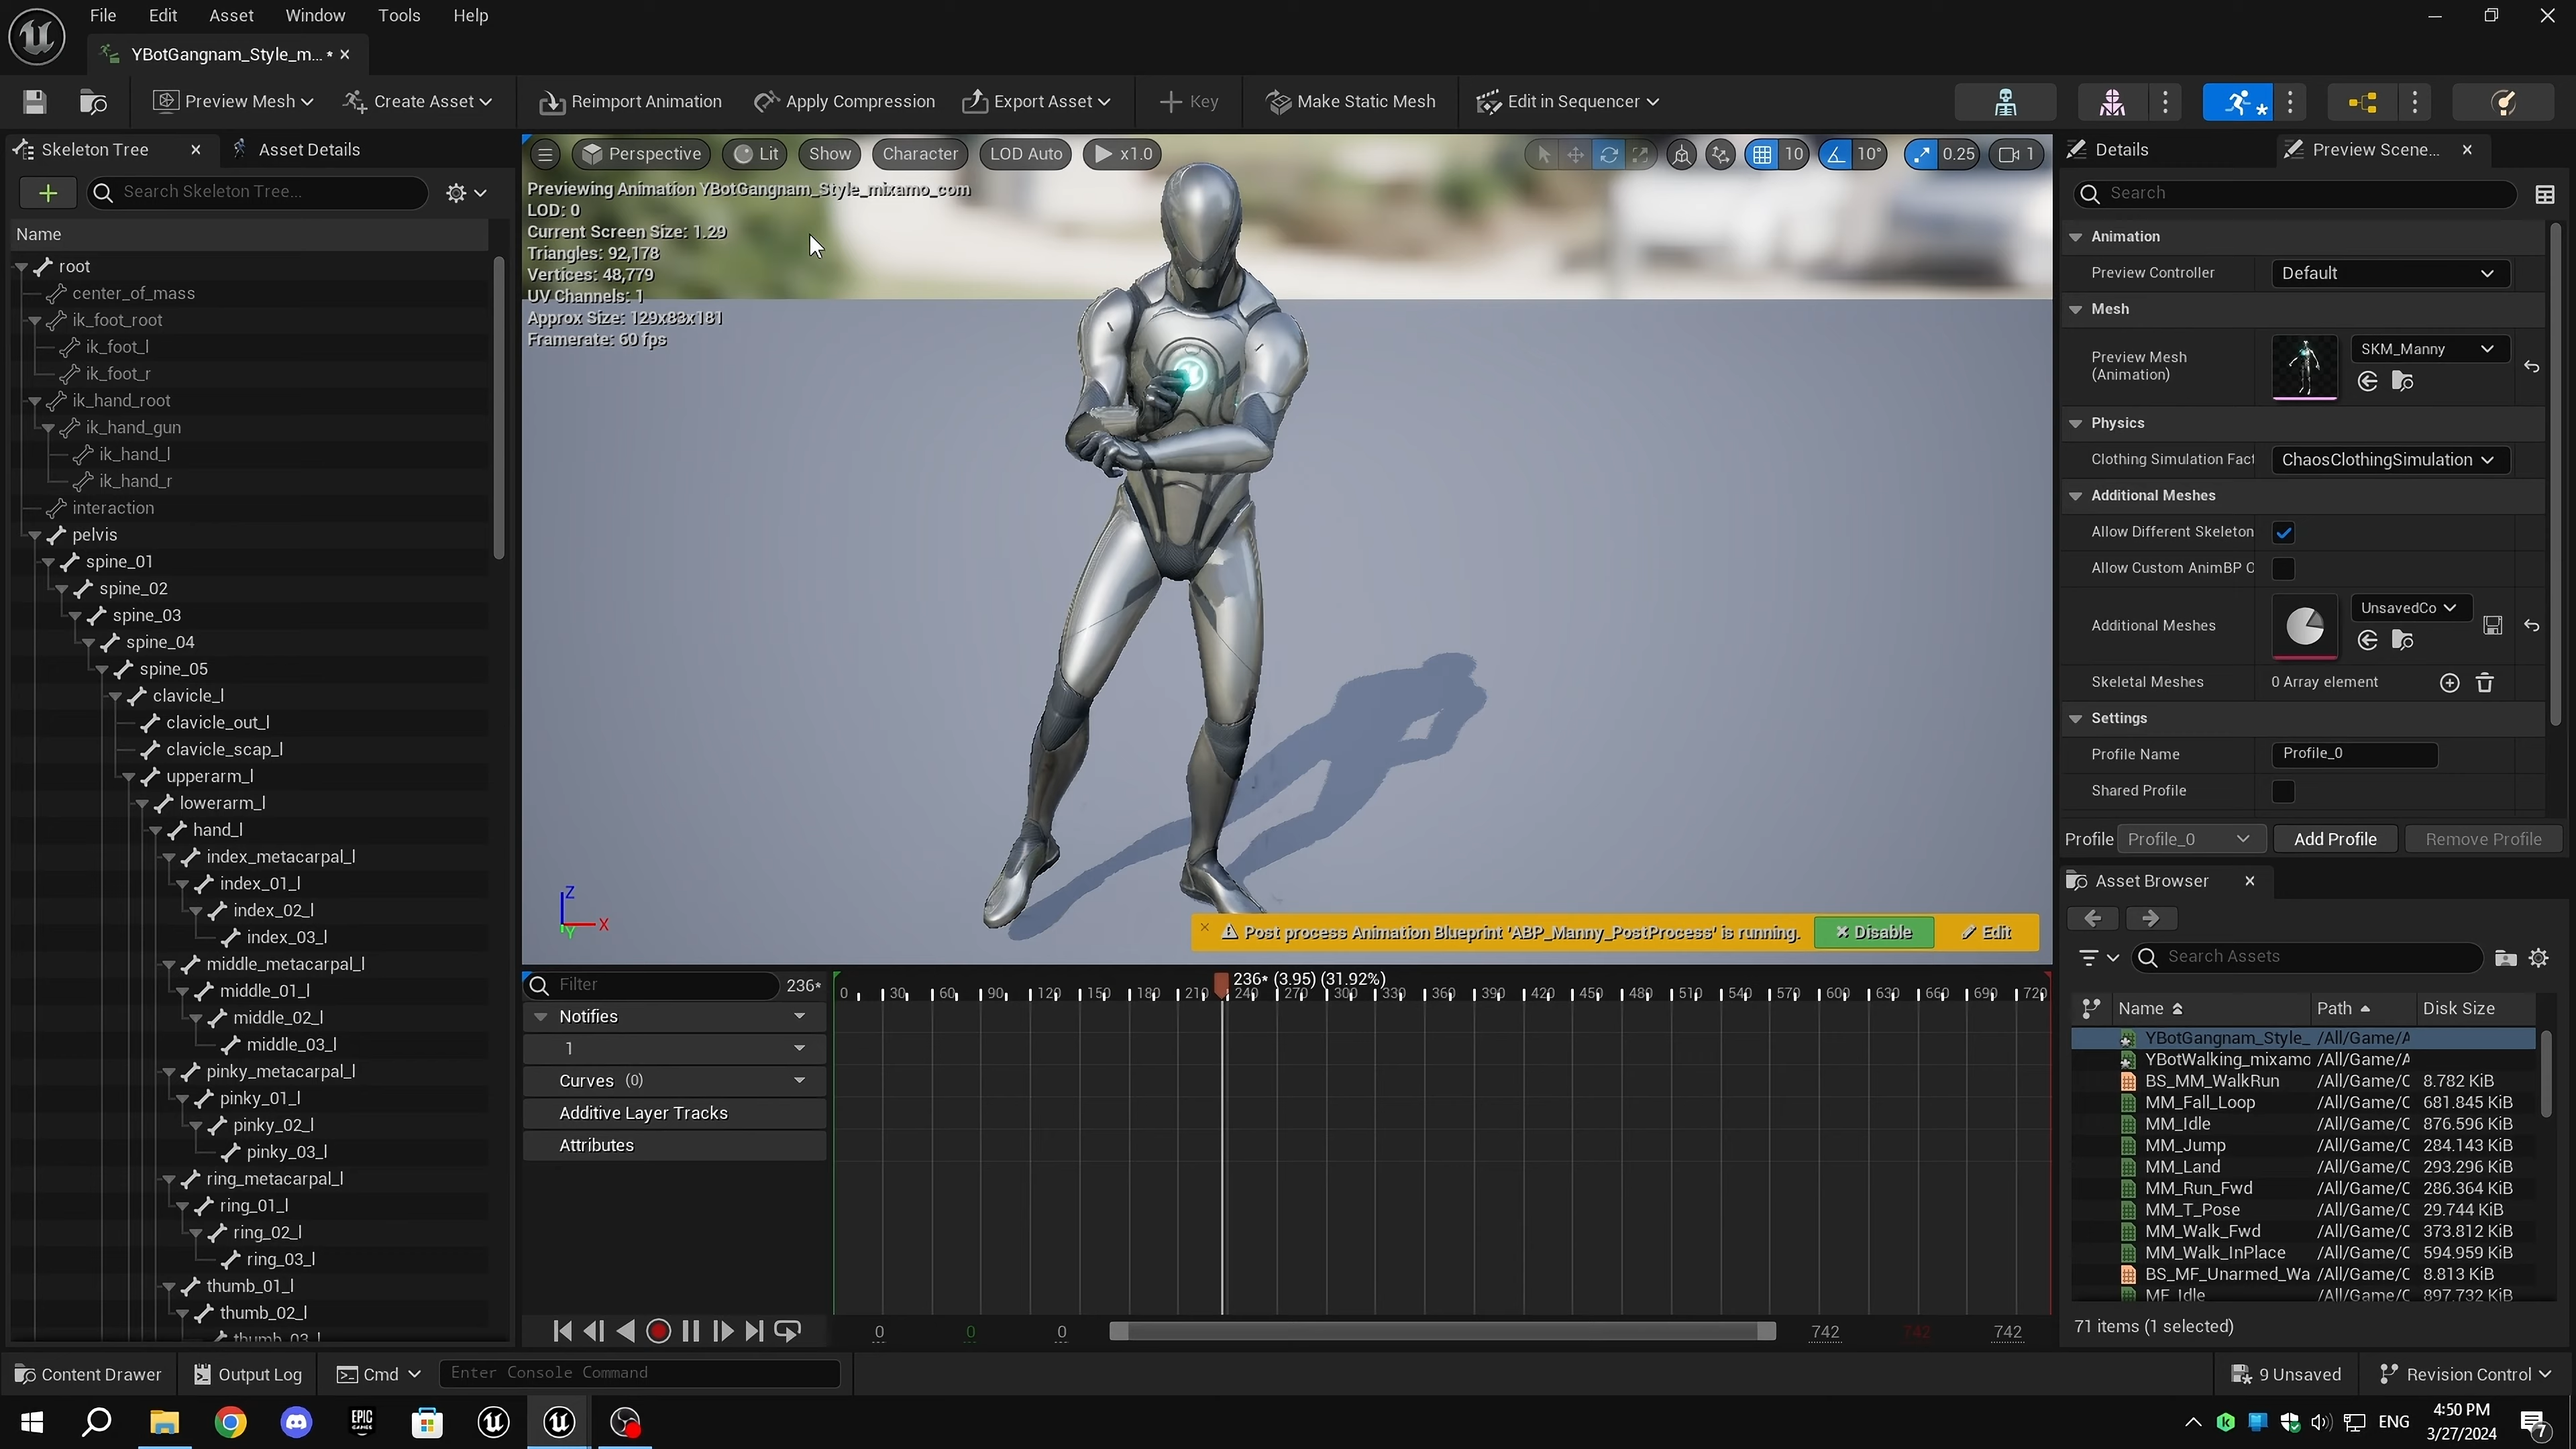 File Edit Asset Window Tools Help
YBotGangnam_Style_m... *
Preview Mesh Create Asset Reimport Animation Apply Compression Export Asset Key Make Static Mesh Edit in Sequencer
Skeleton Tree Asset Details
Search Skeleton Tree...
Name
root
center_of_mass
ik_foot_root
ik_foot_l
ik_foot_r
ik_hand_root
ik_hand_gun
ik_hand_l
ik_hand_r
interaction
pelvis
spine_01
spine_02
spine_03
spine_04
spine_05
clavicle_l
clavicle_out_l
clavicle_scap_l
upperarm_l
lowerarm_l
hand_l
index_metacarpal_l
index_01_l
index_02_l
index_03_l
middle_metacarpal_l
middle_01_l
middle_02_l
middle_03_l
pinky_metacarpal_l
pinky_01_l
pinky_02_l
pinky_03_l
ring_metacarpal_l
ring_01_l
ring_02_l
ring_03_l
thumb_01_l
thumb_02_l
thumb_03_l
Perspective Lit Show Character LOD Auto x1.0 10 10° 0.25 1
Previewing Animation YBotGangnam_Style_mixamo_com
LOD: 0
Current Screen Size: 1.29
Triangles: 92,178
Vertices: 48,779
UV Channels: 1
Approx Size: 129x83x181
Framerate: 60 fps
Z
X
Y
Post process Animation Blueprint 'ABP_Manny_PostProcess' is running. Disable Edit
Filter 236*
236* (3.95) (31.92%)
0 30 60 90 120 150 180 210 240 270 300 330 360 390 420 450 480 510 540 570 600 630 660 690 720
Notifies
1
Curves (0)
Additive Layer Tracks
Attributes
0 0 0 742 742 742
Details Preview Scene...
Search
Animation
Preview Controller Default
Mesh
Preview Mesh
(Animation)
SKM_Manny
Physics
Clothing Simulation Fact ChaosClothingSimulation
Additional Meshes
Allow Different Skeleton
Allow Custom AnimBP O
Additional Meshes UnsavedCo
Skeletal Meshes 0 Array element
Settings
Profile Name Profile_0
Shared Profile
Profile Profile_0 Add Profile Remove Profile
Asset Browser
Search Assets
Name Path Disk Size
YBotGangnam_Style_ /All/Game/A
YBotWalking_mixamo /All/Game/A
BS_MM_WalkRun /All/Game/C 8.782 KiB
MM_Fall_Loop /All/Game/C 681.845 KiB
MM_Idle /All/Game/C 876.596 KiB
MM_Jump /All/Game/C 284.143 KiB
MM_Land /All/Game/C 293.296 KiB
MM_Run_Fwd /All/Game/C 286.364 KiB
MM_T_Pose /All/Game/C 29.744 KiB
MM_Walk_Fwd /All/Game/C 373.812 KiB
MM_Walk_InPlace /All/Game/C 594.959 KiB
BS_MF_Unarmed_Wa /All/Game/C 8.813 KiB
MF_Idle /All/Game/C 897.732 KiB
71 items (1 selected)
Content Drawer Output Log Cmd Enter Console Command 9 Unsaved Revision Control
EPIC
GAMES
ENG
4:50 PM
3/27/2024
7